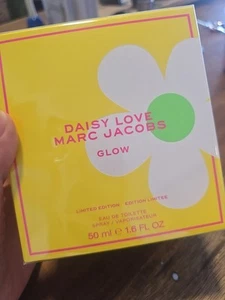 DAISY LOVE
MARC JACOBS
GLOW
LIMITED EDITION · EDITION LIMITEE
EAU DE TOILETTE
SPRAY / VAPORISATEUR
50 ml ℮ 1.6 FL OZ